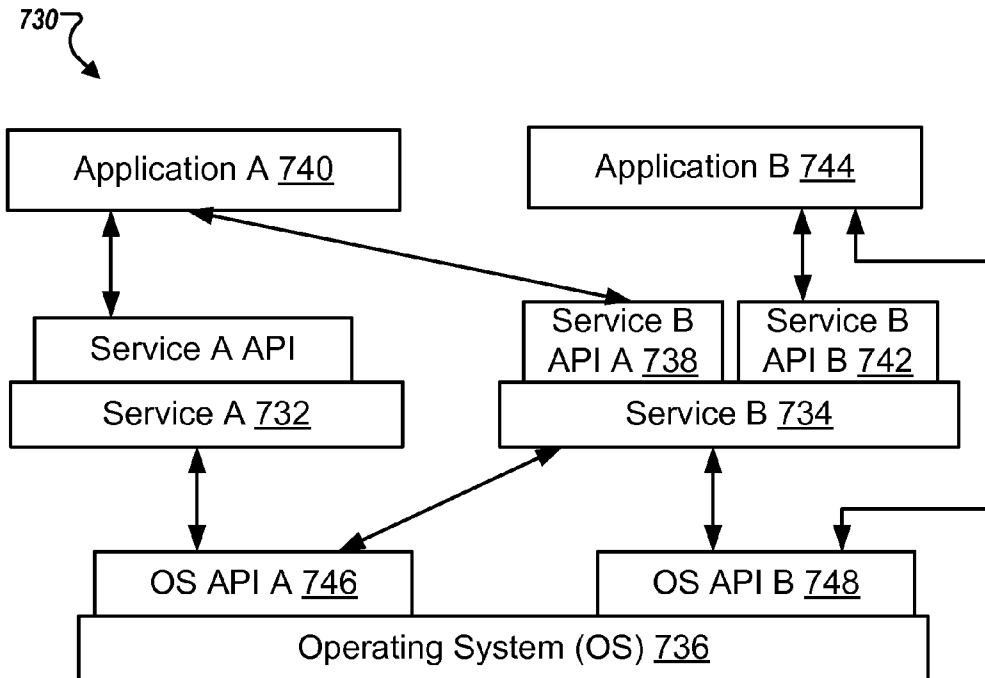 730
Application A 740
Application B 744
Service A API
Service B
API A 738
Service B
API B 742
Service A 732
Service B 734
OS API A 746
OS API B 748
Operating System (OS) 736